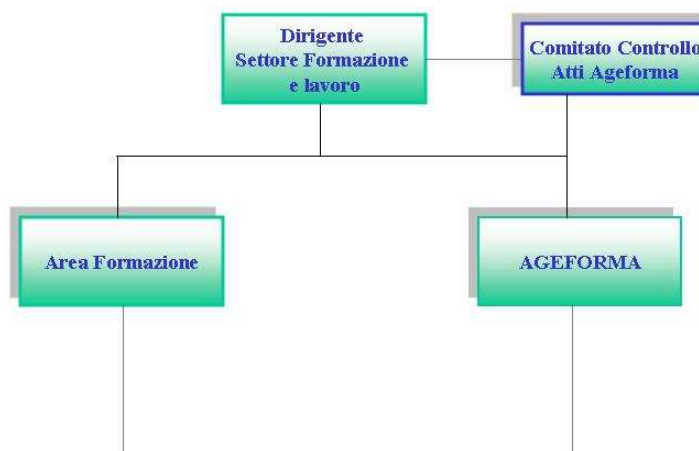 Dirigente
Settore Formazione
e lavoro
Comitato Controllo
Atti Ageforma
Area Formazione
AGEFORMA